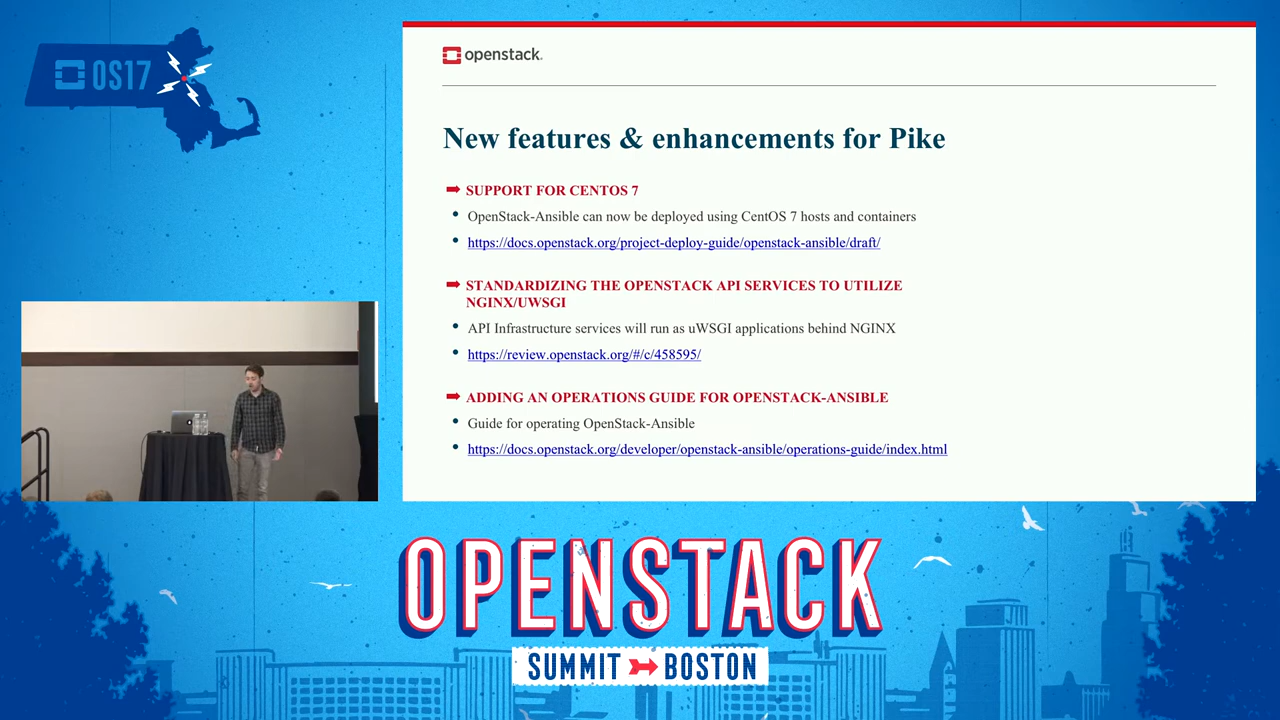 OS17
openstack.
New features & enhancements for Pike
SUPPORT FOR CENTOS 7
OpenStack-Ansible can now be deployed using CentOS 7 hosts and containers
https://docs.openstack.org/project-deploy-guide/openstack-ansible/draft/
STANDARDIZING THE OPENSTACK API SERVICES TO UTILIZE
NGINX/UWSGI
API Infrastructure services will run as uWSGI applications behind NGINX
https://review.openstack.org/#/c/458595/
ADDING AN OPERATIONS GUIDE FOR OPENSTACK-ANSIBLE
Guide for operating OpenStack-Ansible
https://docs.openstack.org/developer/openstack-ansible/operations-guide/index.html
OPENSTACK
SUMMIT BOSTON